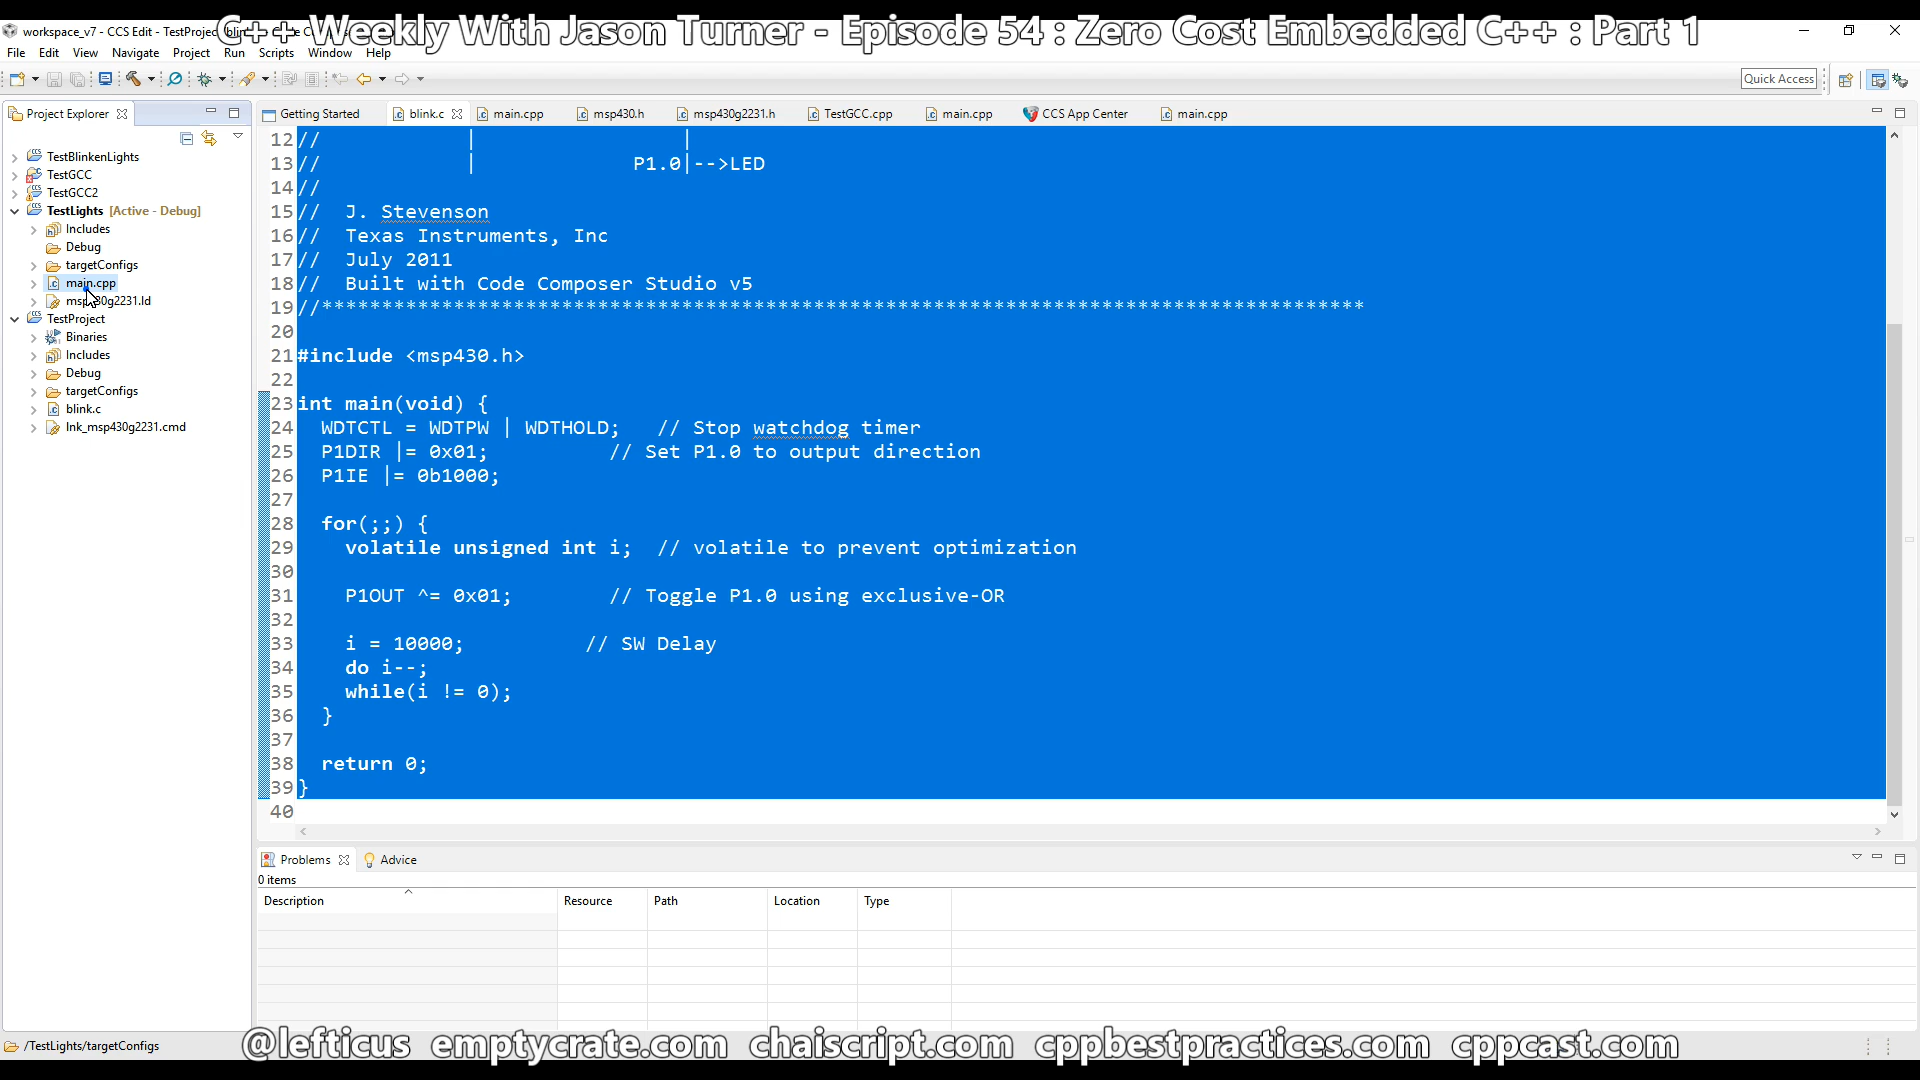 C++ Weekly With Jason Turner - Episode 54 : Zero Cost Embedded C++ : Part 1
workspace_v7 - CCS Edit - TestProjec
File Edit View Navigate Project Run Scripts Window Help
Quick Access
Project Explorer
Getting Started blink.c main.cpp msp430.h msp430g2231.h TestGCC.cpp main.cpp CCS App Center main.cpp
TestBlinkenLights
TestGCC
TestGCC2
TestLights [Active - Debug]
Includes
Debug
targetConfigs
main.cpp
msp430g2231.ld
TestProject
Binaries
Includes
Debug
targetConfigs
blink.c
lnk_msp430g2231.cmd
12 // | |
13 // | P1.0|-->LED
14 //
15 // J. Stevenson
16 // Texas Instruments, Inc
17 // July 2011
18 // Built with Code Composer Studio v5
19 //***************************************************************************************
20
21 #include <msp430.h>
22
23 int main(void) {
24 WDTCTL = WDTPW | WDTHOLD; // Stop watchdog timer
25 P1DIR |= 0x01; // Set P1.0 to output direction
26 P1IE |= 0b1000;
27
28 for(;;) {
29 volatile unsigned int i; // volatile to prevent optimization
30
31 P1OUT ^= 0x01; // Toggle P1.0 using exclusive-OR
32
33 i = 10000; // SW Delay
34 do i--;
35 while(i != 0);
36 }
37
38 return 0;
39 }
40
Problems Advice
0 items
Description Resource Path Location Type
/TestLights/targetConfigs
@lefticus emptycrate.com chaiscript.com cppbestpractices.com cppcast.com